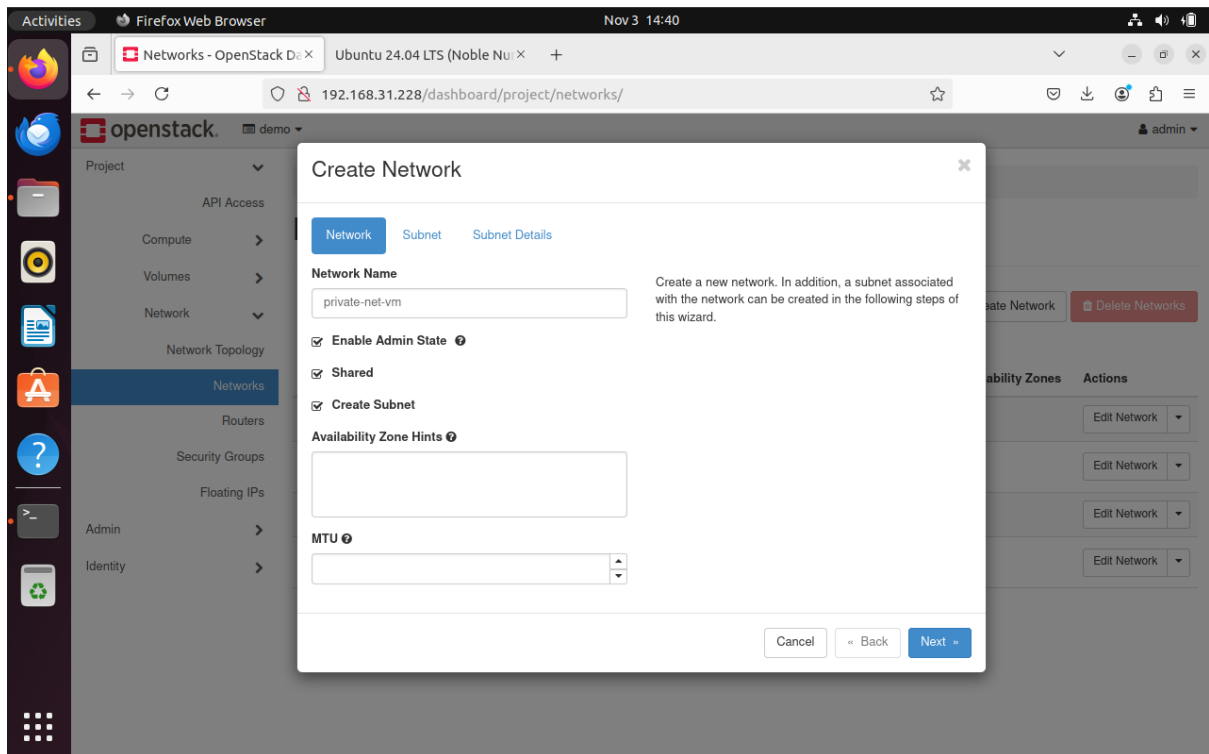 Activities Firefox Web Browser Nov 3 14:40
Networks - OpenStack Da × Ubuntu 24.04 LTS (Noble Nu × +
192.168.31.228/dashboard/project/networks/
openstack. demo admin
Project
API Access
Compute
Volumes
Network
Network Topology
Networks
Routers
Security Groups
Floating IPs
Admin
Identity
Create Network ×
Network Subnet Subnet Details
Network Name
private-net-vm
Enable Admin State
Shared
Create Subnet
Availability Zone Hints
MTU
Create a new network. In addition, a subnet associated
with the network can be created in the following steps of
this wizard.
Cancel « Back Next »
eate Network Delete Networks
ability Zones Actions
Edit Network
Edit Network
Edit Network
Edit Network